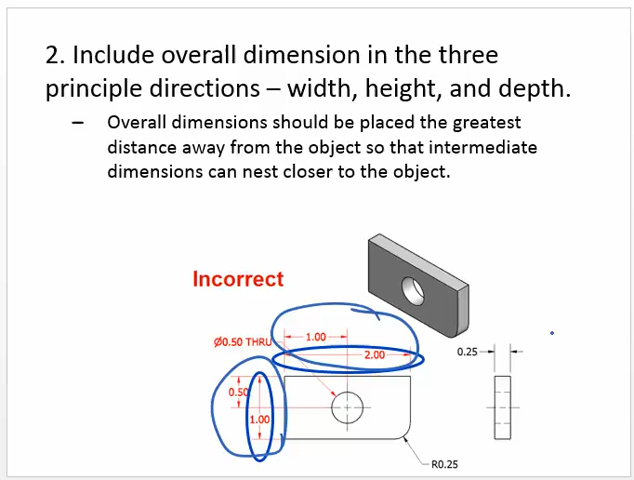 2. Include overall dimension in the three
principle directions – width, height, and depth.
– Overall dimensions should be placed the greatest
distance away from the object so that intermediate
dimensions can nest closer to the object.
Incorrect
Ø0.50 THRU
1.00
2.00
0.25
0.50
1.00
R0.25